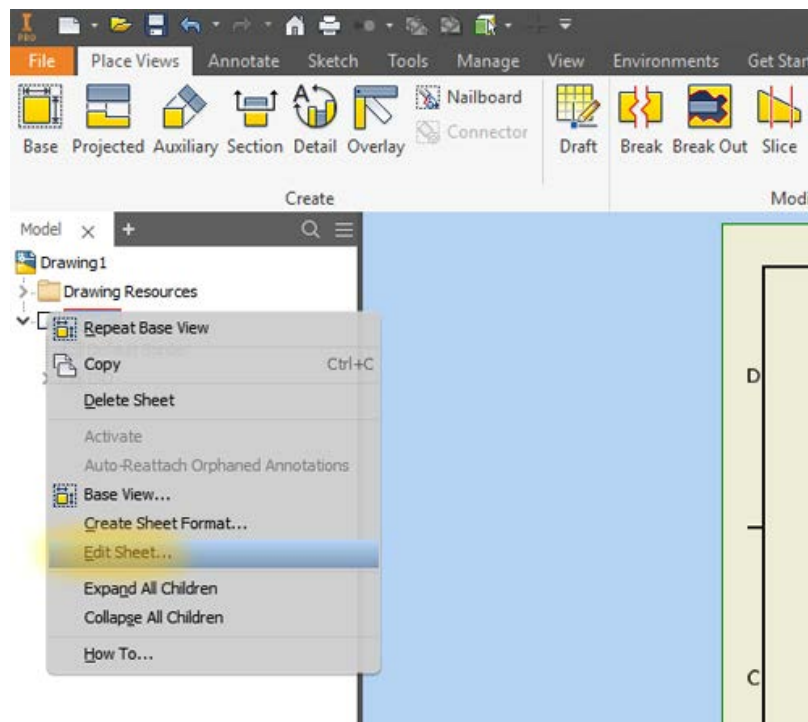 PRO
File Place Views Annotate Sketch Tools Manage View Environments Get Star
Nailboard
Connector
Base Projected Auxiliary Section Detail Overlay Draft Break Break Out Slice
Create Modi
Model
Drawing1
Drawing Resources
Repeat Base View
Copy Ctrl+C
Delete Sheet
Activate
Auto-Reattach Orphaned Annotations
Base View...
Create Sheet Format...
Edit Sheet...
Expand All Children
Collapse All Children
How To...
D
C